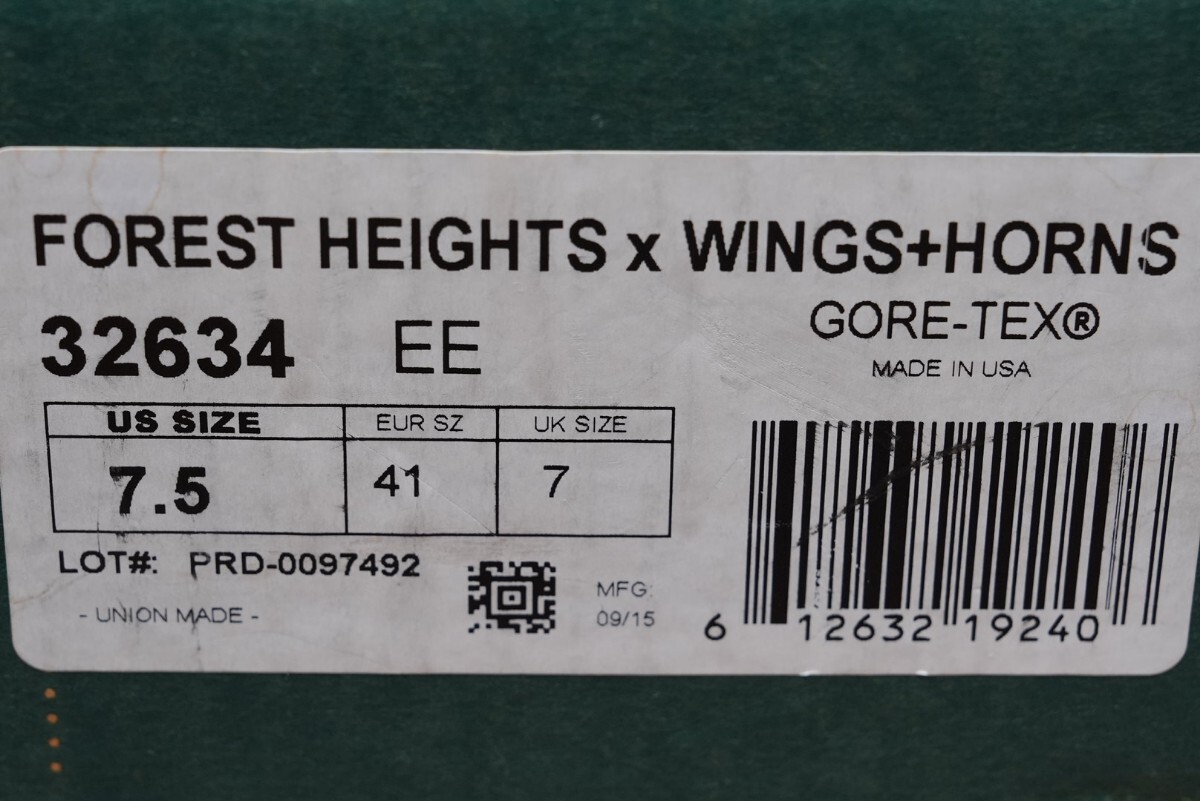 FOREST HEIGHTS x WINGS+HORNS
32634 EE
GORE-TEX®
MADE IN USA
US SIZE EUR SZ UK SIZE
7.5 41 7
LOT#: PRD-0097492
- UNION MADE -
MFG:
09/15
6 12632 19240